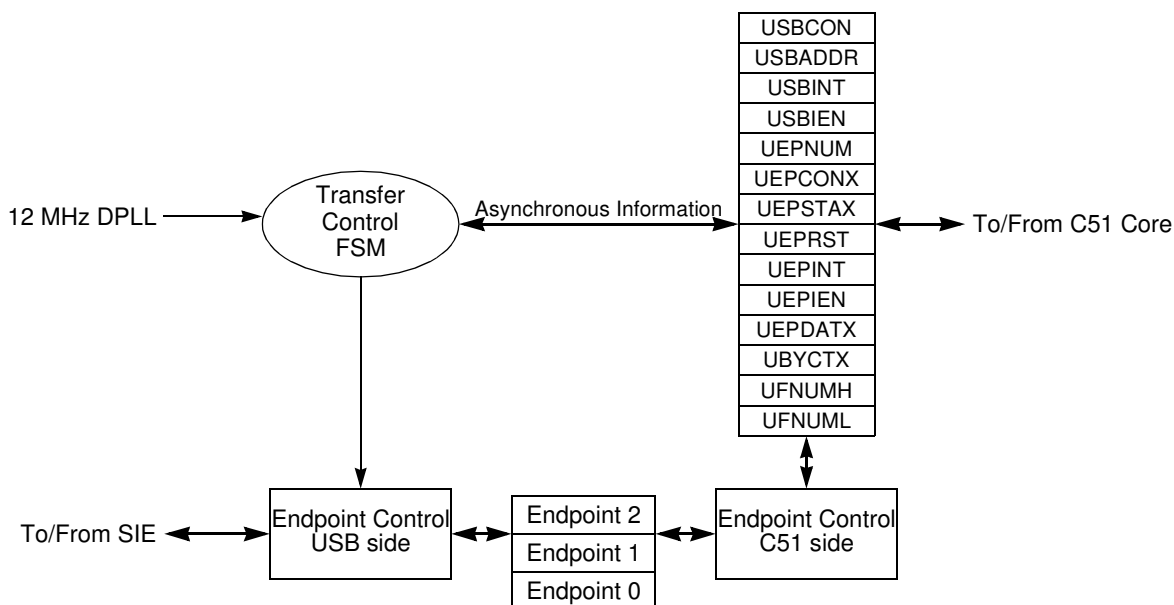 USBCON
USBADDR
USBINT
USBIEN
UEPNUM
UEPCONX
UEPSTAX
UEPRST
UEPINT
UEPIEN
UEPDATX
UBYCTX
UFNUMH
UFNUML
12 MHz DPLL
Transfer
Control
FSM
Asynchronous Information
To/From C51 Core
To/From SIE
Endpoint Control
USB side
Endpoint 2
Endpoint 1
Endpoint 0
Endpoint Control
C51 side